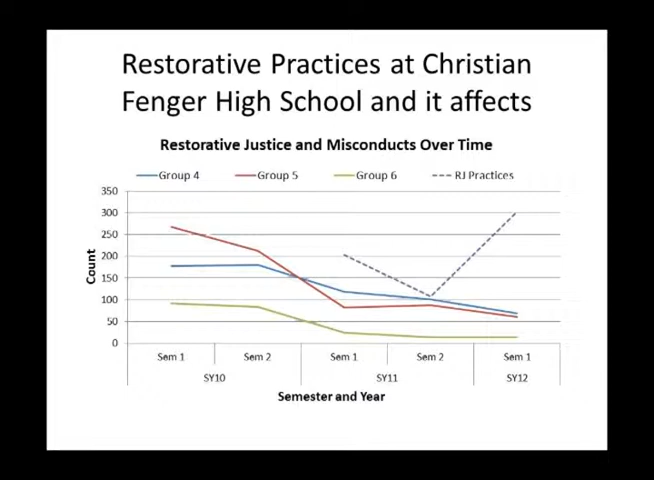 Restorative Practices at Christian
Fenger High School and it affects
Restorative Justice and Misconducts Over Time
Group 4 Group 5 Group 6 RJ Practices
350
300
250
200
150
100
50
0
Count
Sem 1 Sem 2 Sem 1 Sem 2 Sem 1
SY10 SY11 SY12
Semester and Year